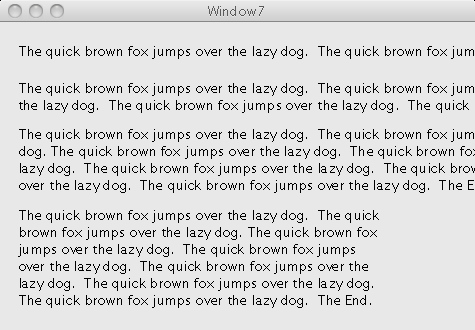 Window7
The quick brown fox jumps over the lazy dog.  The quick brown fox jum
The quick brown fox jumps over the lazy dog.  The quick brown fox jum
the lazy dog.  The quick brown fox jumps over the lazy dog.  The quick
The quick brown fox jumps over the lazy dog.  The quick brown fox jum
dog. The quick brown fox jumps over the lazy dog.  The quick brown fo
lazy dog.  The quick brown fox jumps over the lazy dog.  The quick brow
over the lazy dog.  The quick brown fox jumps over the lazy dog.  The E
The quick brown fox jumps over the lazy dog.  The quick
brown fox jumps over the lazy dog. The quick brown fox
jumps over the lazy dog.  The quick brown fox jumps
over the lazy dog.  The quick brown fox jumps over the
lazy dog.  The quick brown fox jumps over the lazy dog.
The quick brown fox jumps over the lazy dog.  The End.